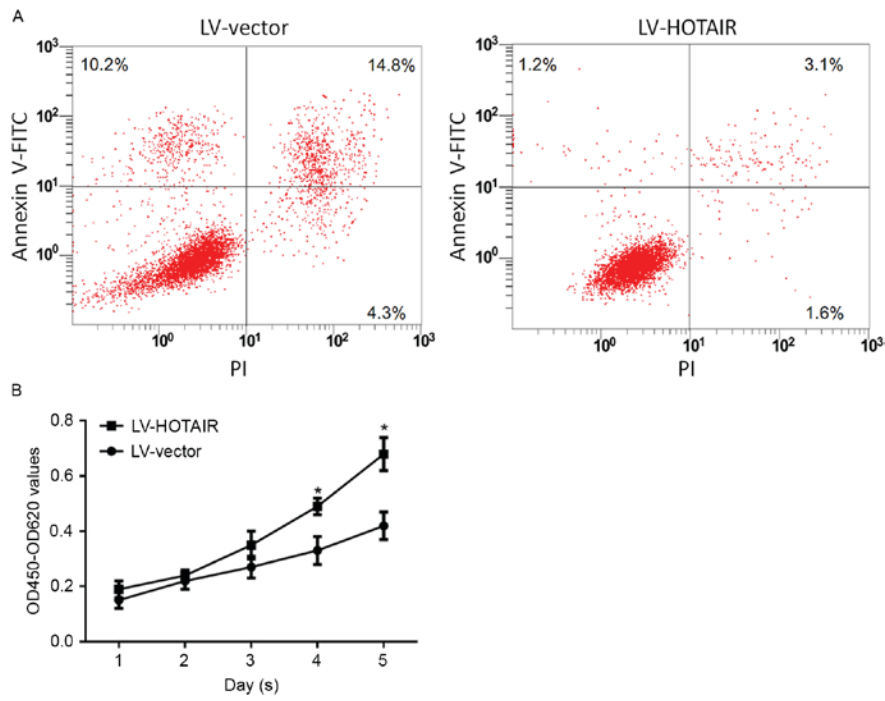 A
LV-vector
LV-HOTAIR
10³
10²
10¹
10⁰
Annexin V-FITC
10.2%
14.8%
4.3%
10⁰
10¹
10²
10³
PI
10³
10²
10¹
10⁰
Annexin V-FITC
1.2%
3.1%
1.6%
10⁰
10¹
10²
10³
PI
B
0.8
0.6
0.4
0.2
0.0
OD450-OD620 values
LV-HOTAIR
LV-vector
*
*
1 2 3 4 5
Day (s)